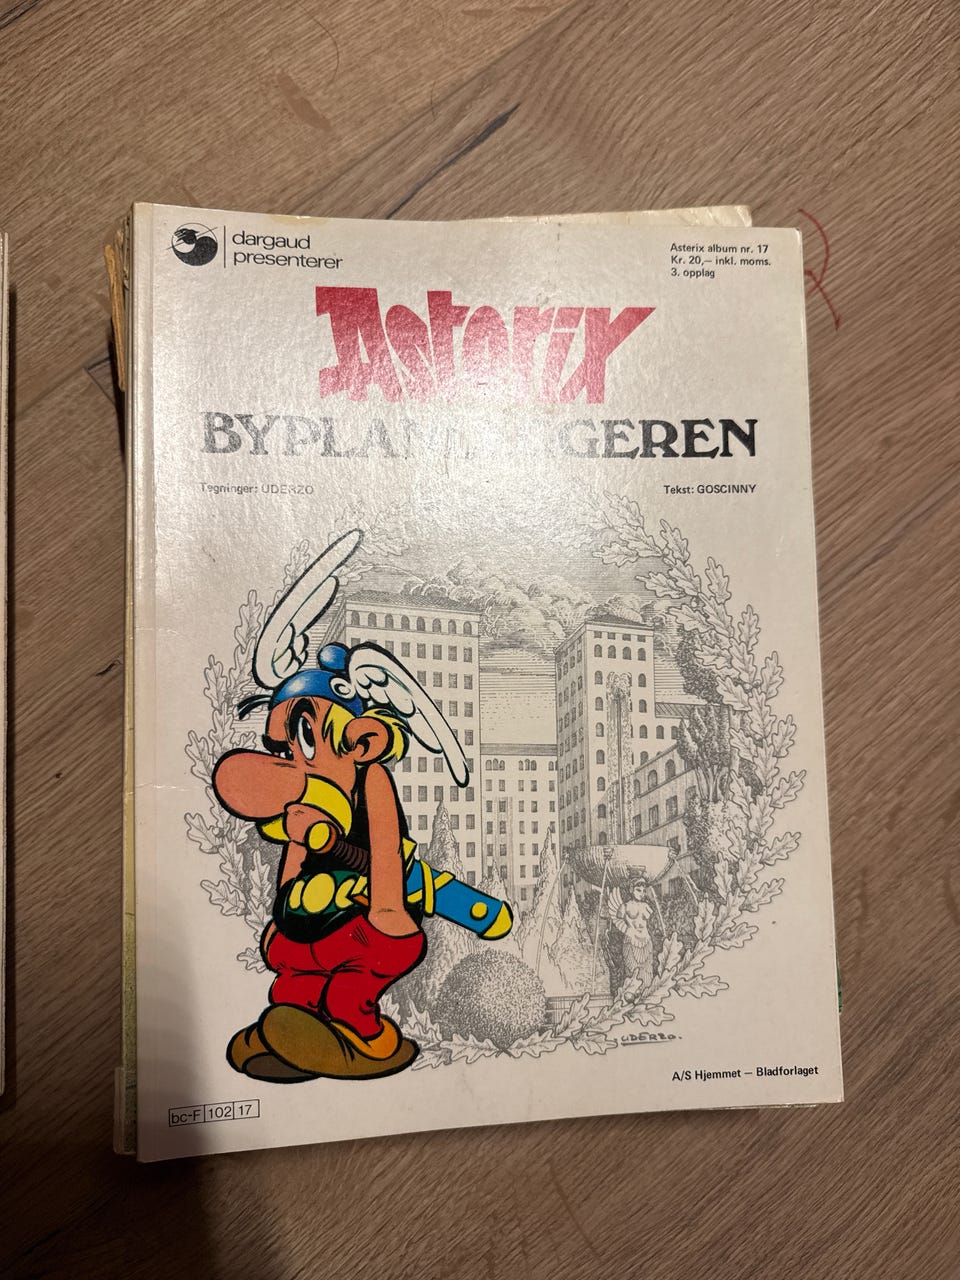 dargaud
presenterer
Asterix album nr. 17
Kr. 20,— inkl. moms.
3. opplag
Asterix
BYPLANLEGGEREN
Tegninger: UDERZO
Tekst: GOSCINNY
UDERZO.
A/S Hjemmet — Bladforlaget
bc-F 102 17